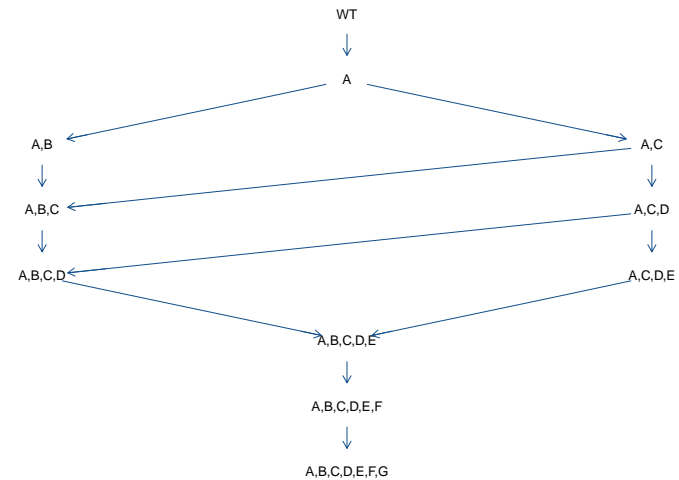 WT
A
A,B
A,C
A,B,C
A,C,D
A,B,C,D
A,C,D,E
A,B,C,D,E
A,B,C,D,E,F
A,B,C,D,E,F,G